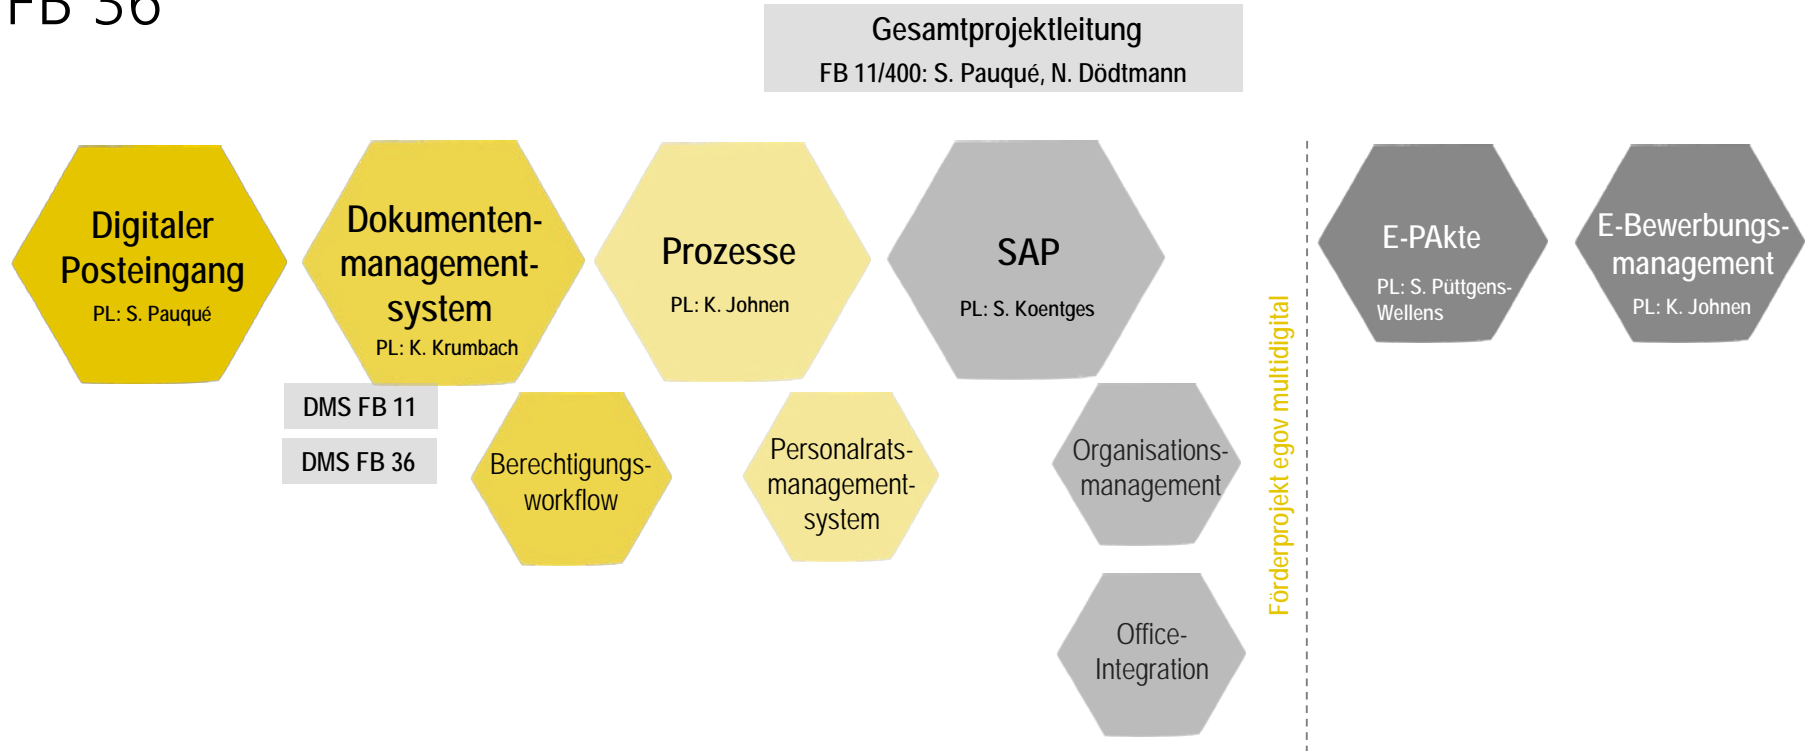 FB 36
Gesamtprojektleitung
FB 11/400: S. Pauqué, N. Dödtmann
Digitaler
Posteingang
PL: S. Pauqué
Dokumenten-
management-
system
PL: K. Krumbach
Prozesse
PL: K. Johnen
SAP
PL: S. Koentges
E-PAkte
PL: S. Püttgens-
Wellens
E-Bewerbungs-
management
PL: K. Johnen
DMS FB 11
DMS FB 36
Berechtigungs-
workflow
Personalrats-
management-
system
Organisations-
management
Office-
Integration
Förderprojekt egov multidigital